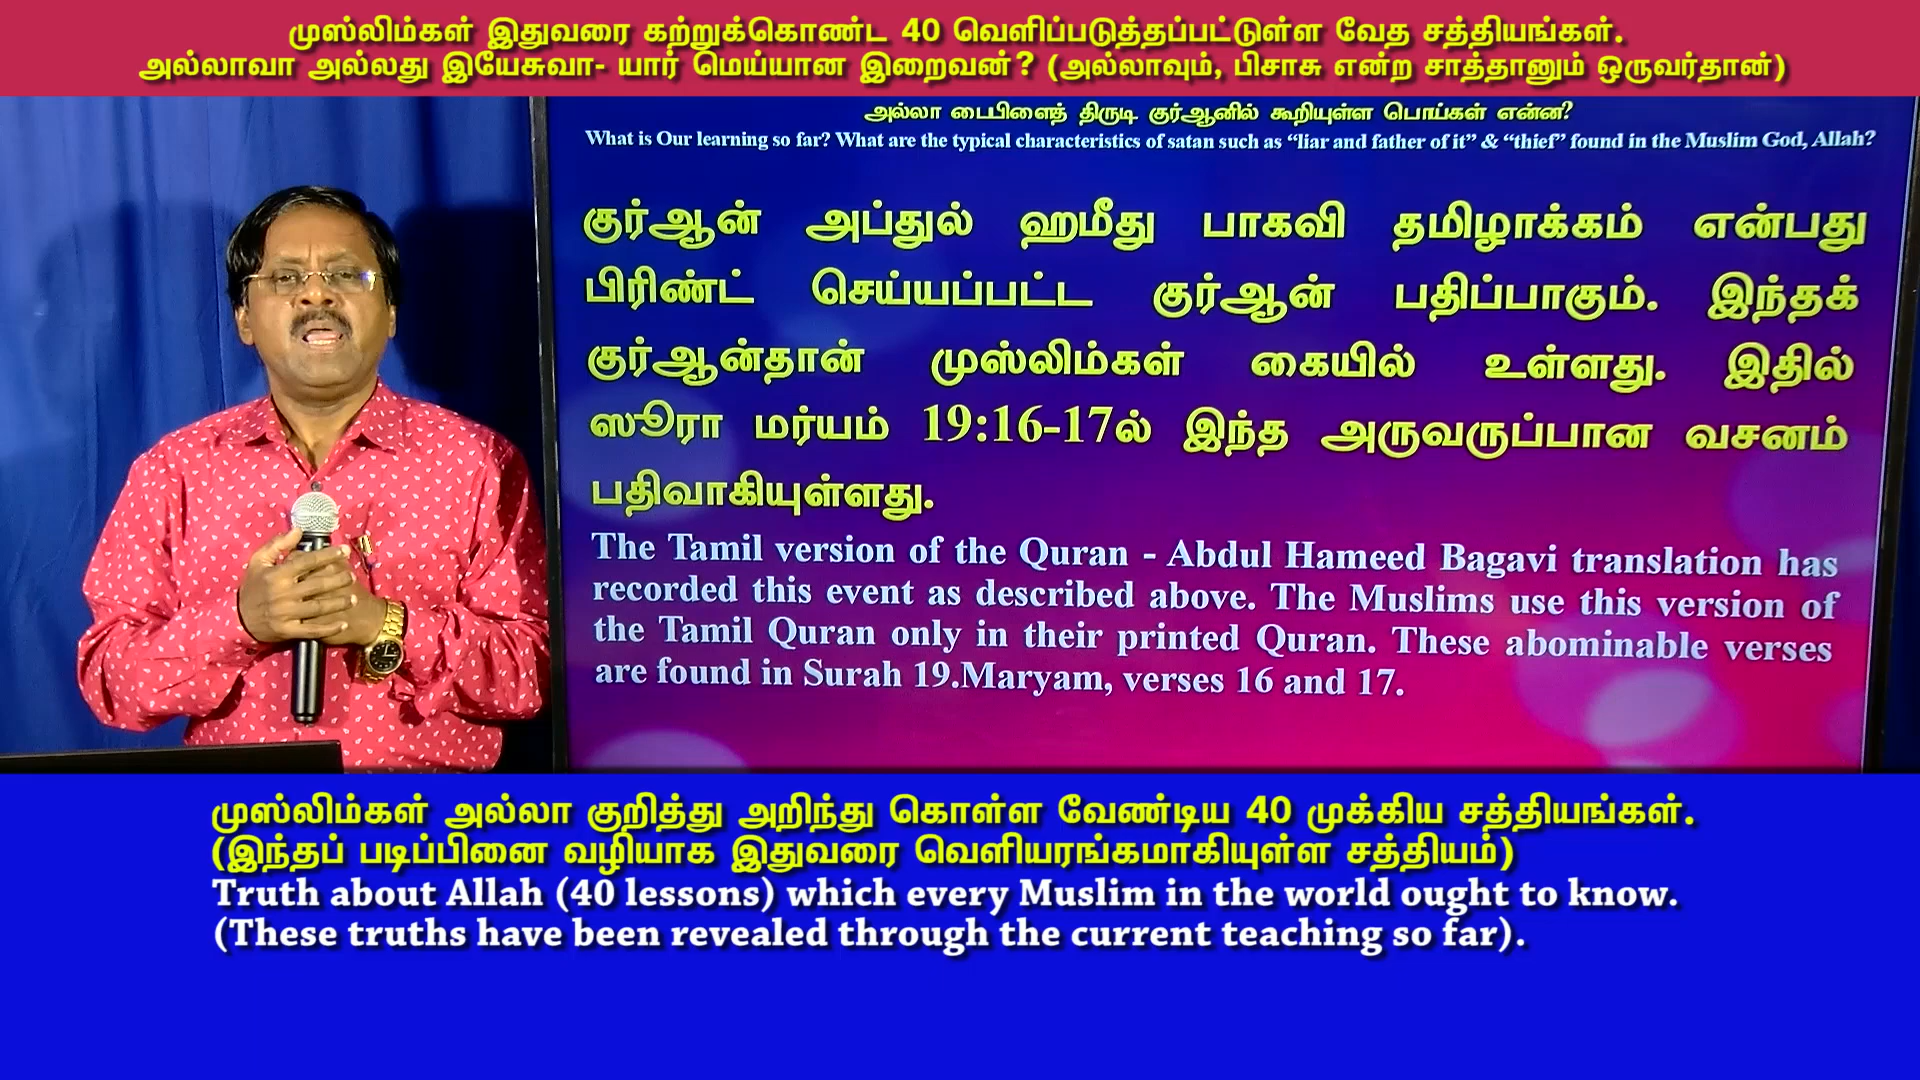 முஸ்லிம்கள் இதுவரை கற்றுக்கொண்ட 40 வெளிப்படுத்தப்பட்டுள்ள வேத சத்தியங்கள்.
அல்லாவா அல்லது இயேசுவா- யார் மெய்யான இறைவன்? (அல்லாவும், பிசாசு என்ற சாத்தானும் ஒருவர்தான்)
அல்லா பைபிளைத் திருடி குர்ஆனில் கூறியுள்ள பொய்கள் என்ன?
What is Our learning so far? What are the typical characteristics of satan such as “liar and father of it” & “thief” found in the Muslim God, Allah?
குர்ஆன் அப்துல் ஹமீது பாகவி தமிழாக்கம் என்பது
பிரிண்ட் செய்யப்பட்ட குர்ஆன் பதிப்பாகும். இந்தக்
குர்ஆன்தான் முஸ்லிம்கள் கையில் உள்ளது. இதில்
ஸூரா மர்யம் 19:16-17ல் இந்த அருவருப்பான வசனம்
பதிவாகியுள்ளது.
The Tamil version of the Quran - Abdul Hameed Bagavi translation has
recorded this event as described above. The Muslims use this version of
the Tamil Quran only in their printed Quran. These abominable verses
are found in Surah 19.Maryam, verses 16 and 17.
முஸ்லிம்கள் அல்லா குறித்து அறிந்து கொள்ள வேண்டிய 40 முக்கிய சத்தியங்கள்.
(இந்தப் படிப்பினை வழியாக இதுவரை வெளியரங்கமாகியுள்ள சத்தியம்)
Truth about Allah (40 lessons) which every Muslim in the world ought to know.
(These truths have been revealed through the current teaching so far).